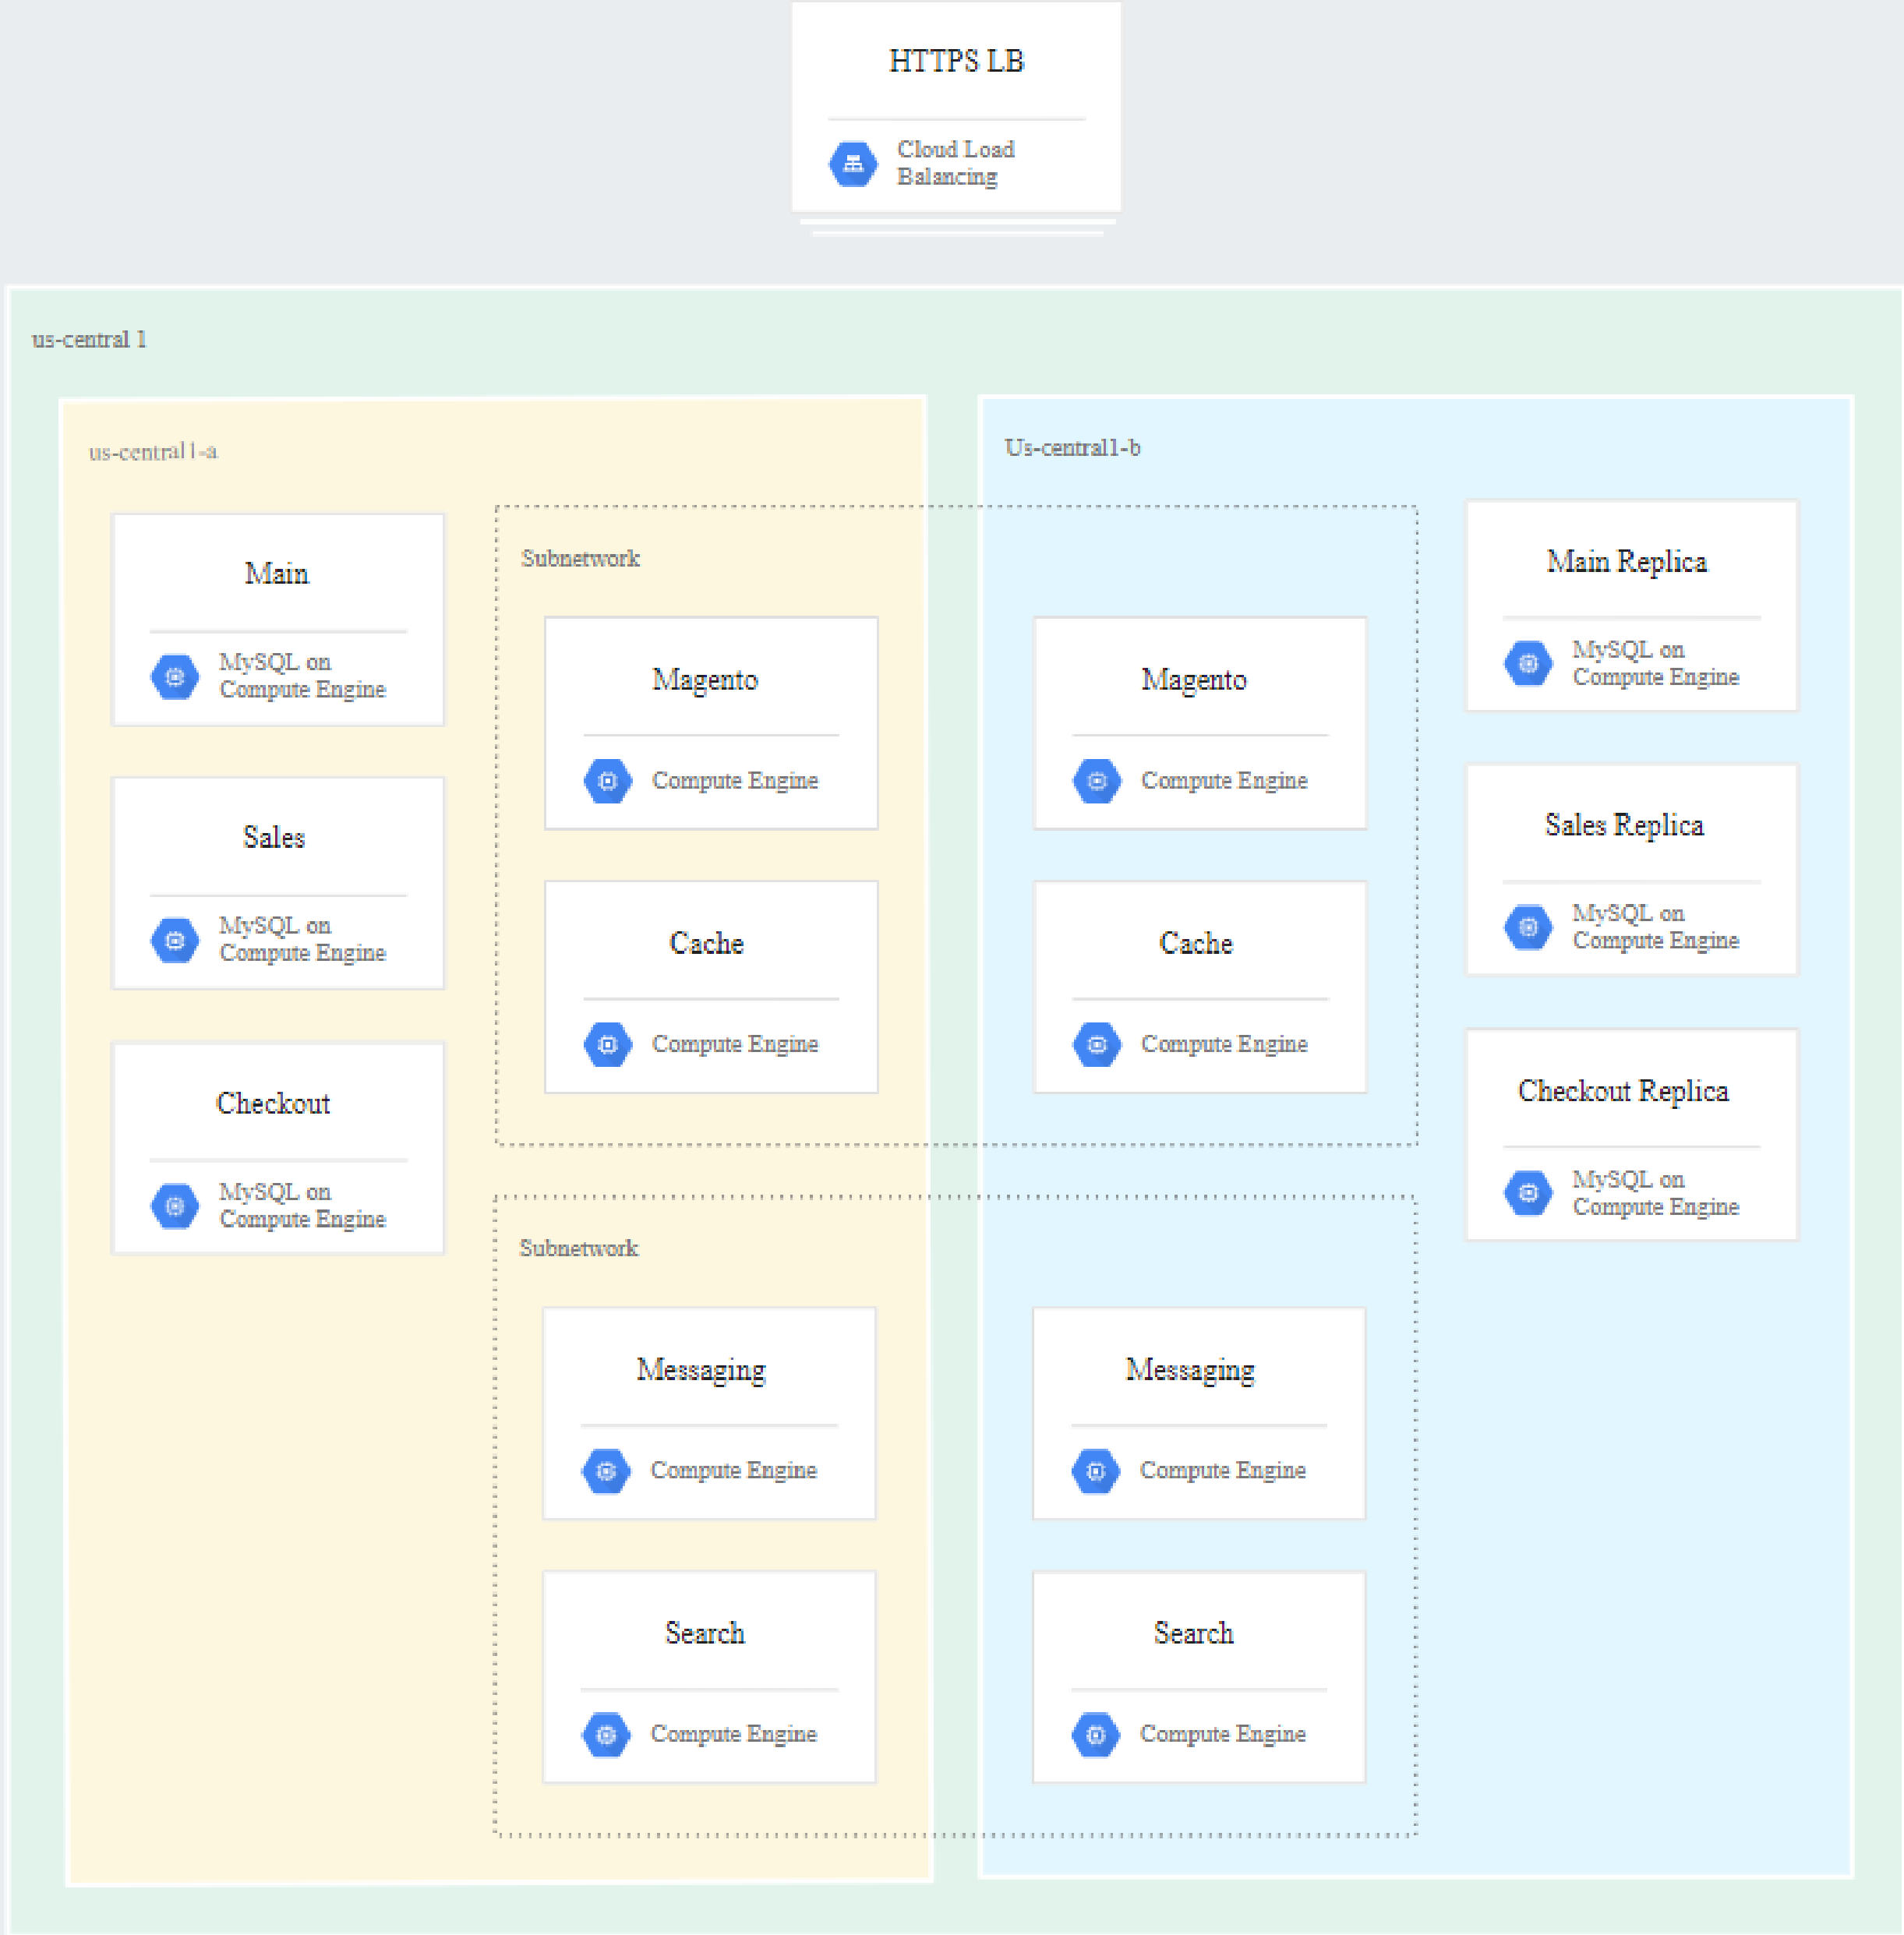 HTTPS LB
Cloud Load
Balancing
us-central 1
us-central1-a
Main
MySQL on
Compute Engine
Sales
MySQL on
Compute Engine
Checkout
MySQL on
Compute Engine
Subnetwork
Magento
Compute Engine
Cache
Compute Engine
Subnetwork
Messaging
Compute Engine
Search
Compute Engine
Us-central1-b
Magento
Compute Engine
Cache
Compute Engine
Messaging
Compute Engine
Search
Compute Engine
Main Replica
MySQL on
Compute Engine
Sales Replica
MySQL on
Compute Engine
Checkout Replica
MySQL on
Compute Engine